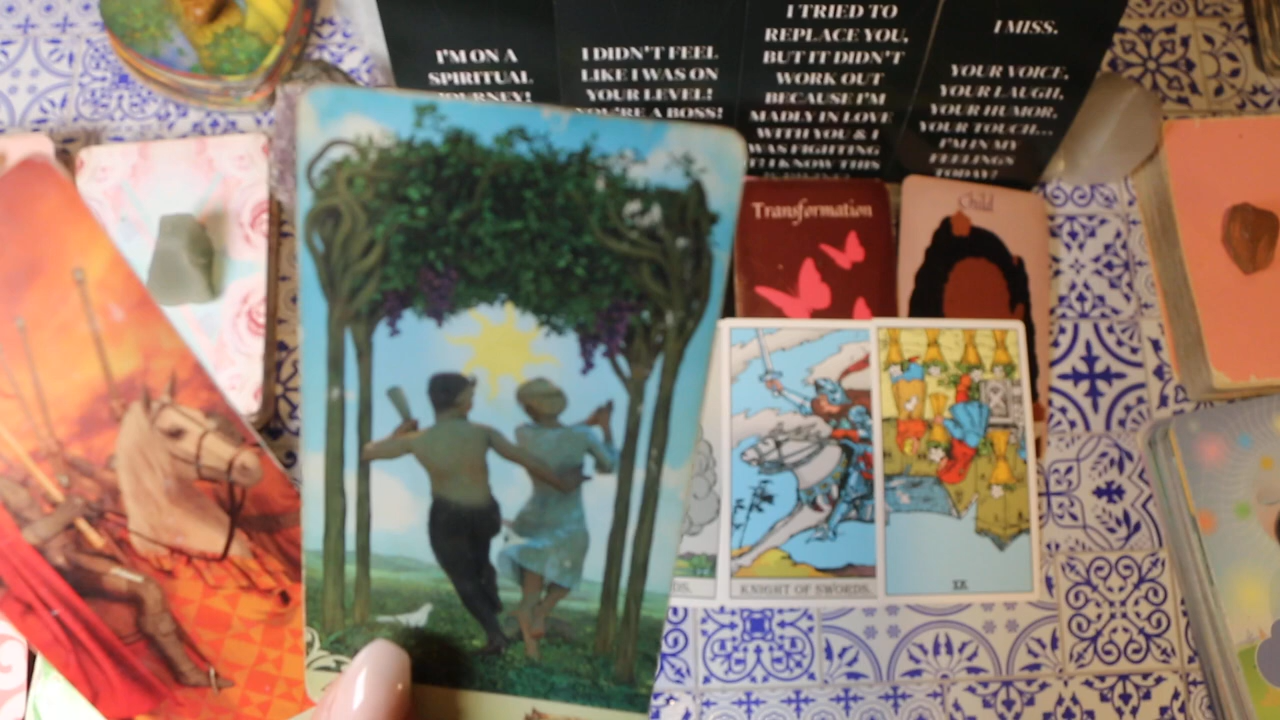 I'M ON A
SPIRITUAL
JOURNEY!
I DIDN'T FEEL
LIKE I WAS ON
YOUR LEVEL!
YOU'RE A BOSS!
I TRIED TO
REPLACE YOU,
BUT IT DIDN'T
WORK OUT
BECAUSE I'M
MADLY IN LOVE
WITH YOU & I
WAS FIGHTING
IT! I KNOW THIS
I MISS.
YOUR VOICE,
YOUR LAUGH,
YOUR HUMOR,
YOUR TOUCH...
I'M IN MY
FEELINGS
TODAY!
Transformation
Child
DS.
KNIGHT OF SWORDS.
IX